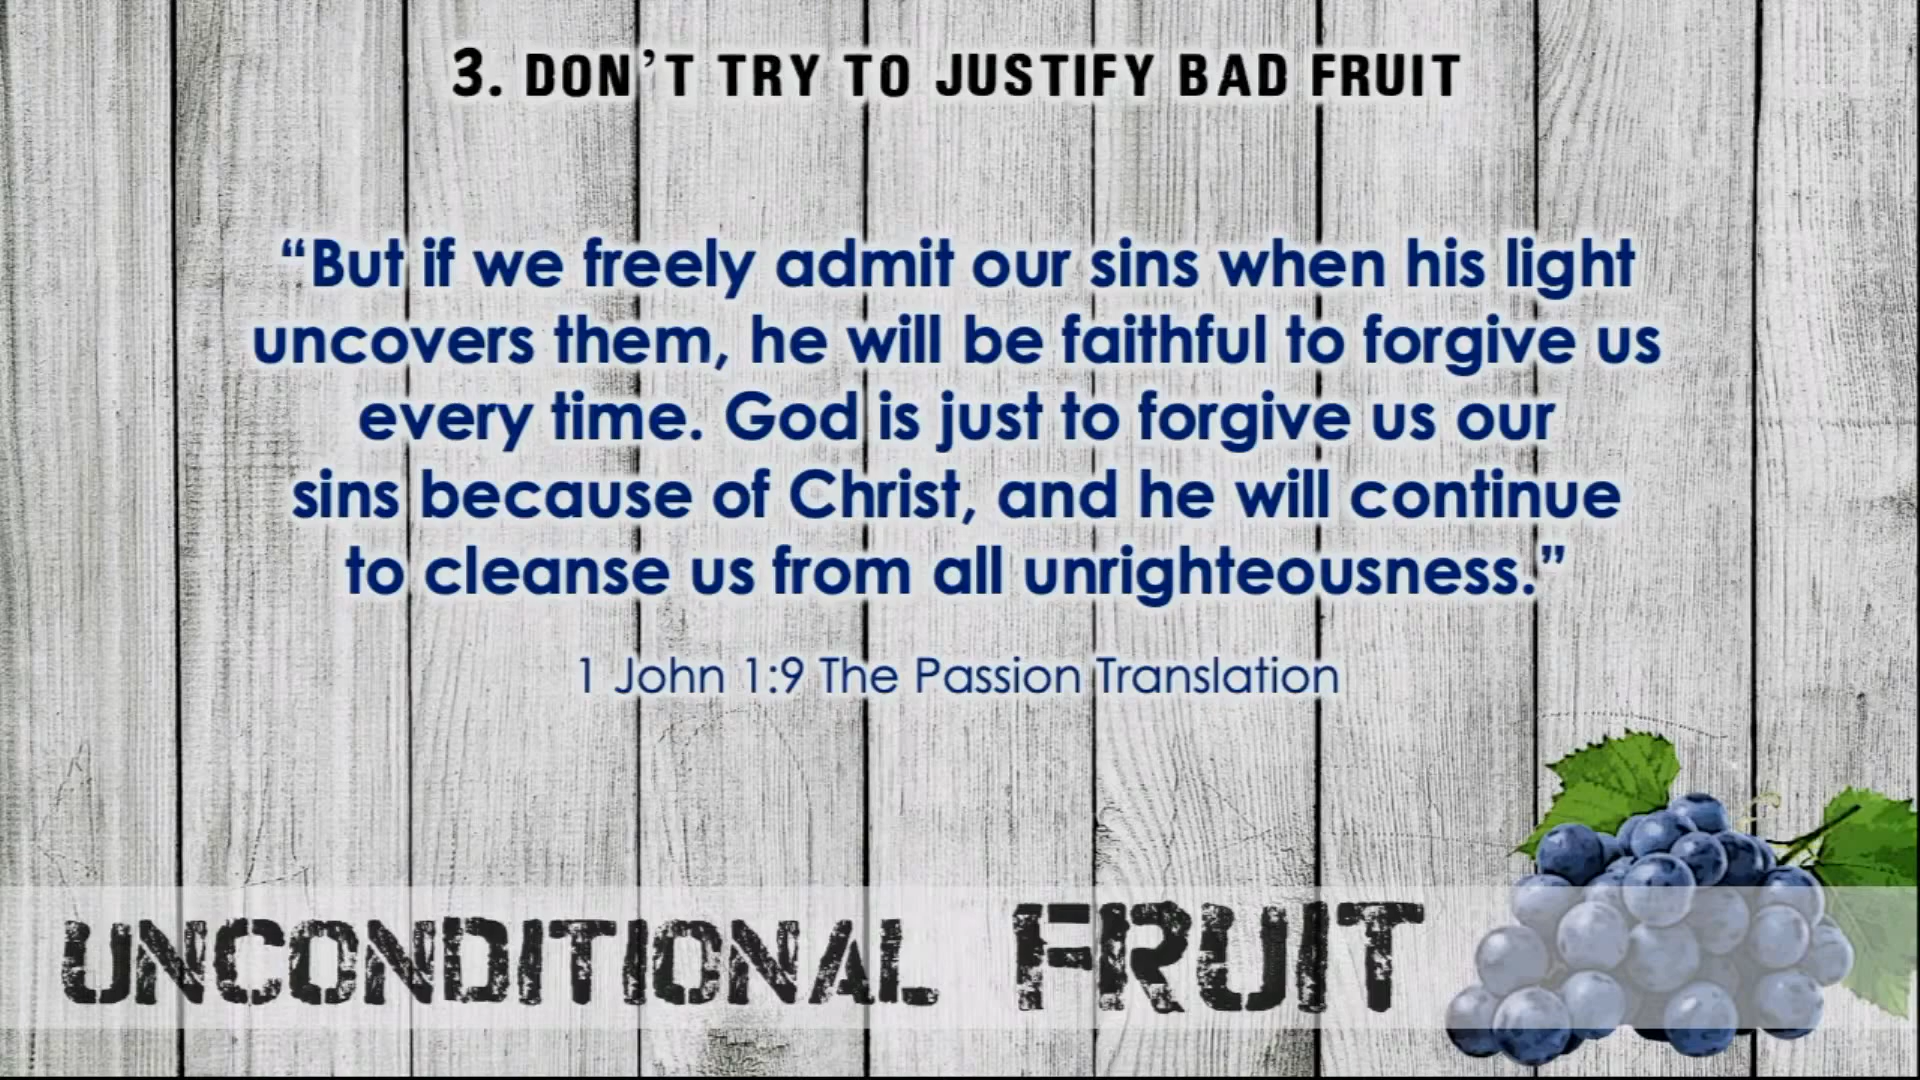 3. DON'T TRY TO JUSTIFY BAD FRUIT
“But if we freely admit our sins when his light
uncovers them, he will be faithful to forgive us
every time. God is just to forgive us our
sins because of Christ, and he will continue
to cleanse us from all unrighteousness.”
1 John 1:9 The Passion Translation
UNCONDITIONAL FRUIT